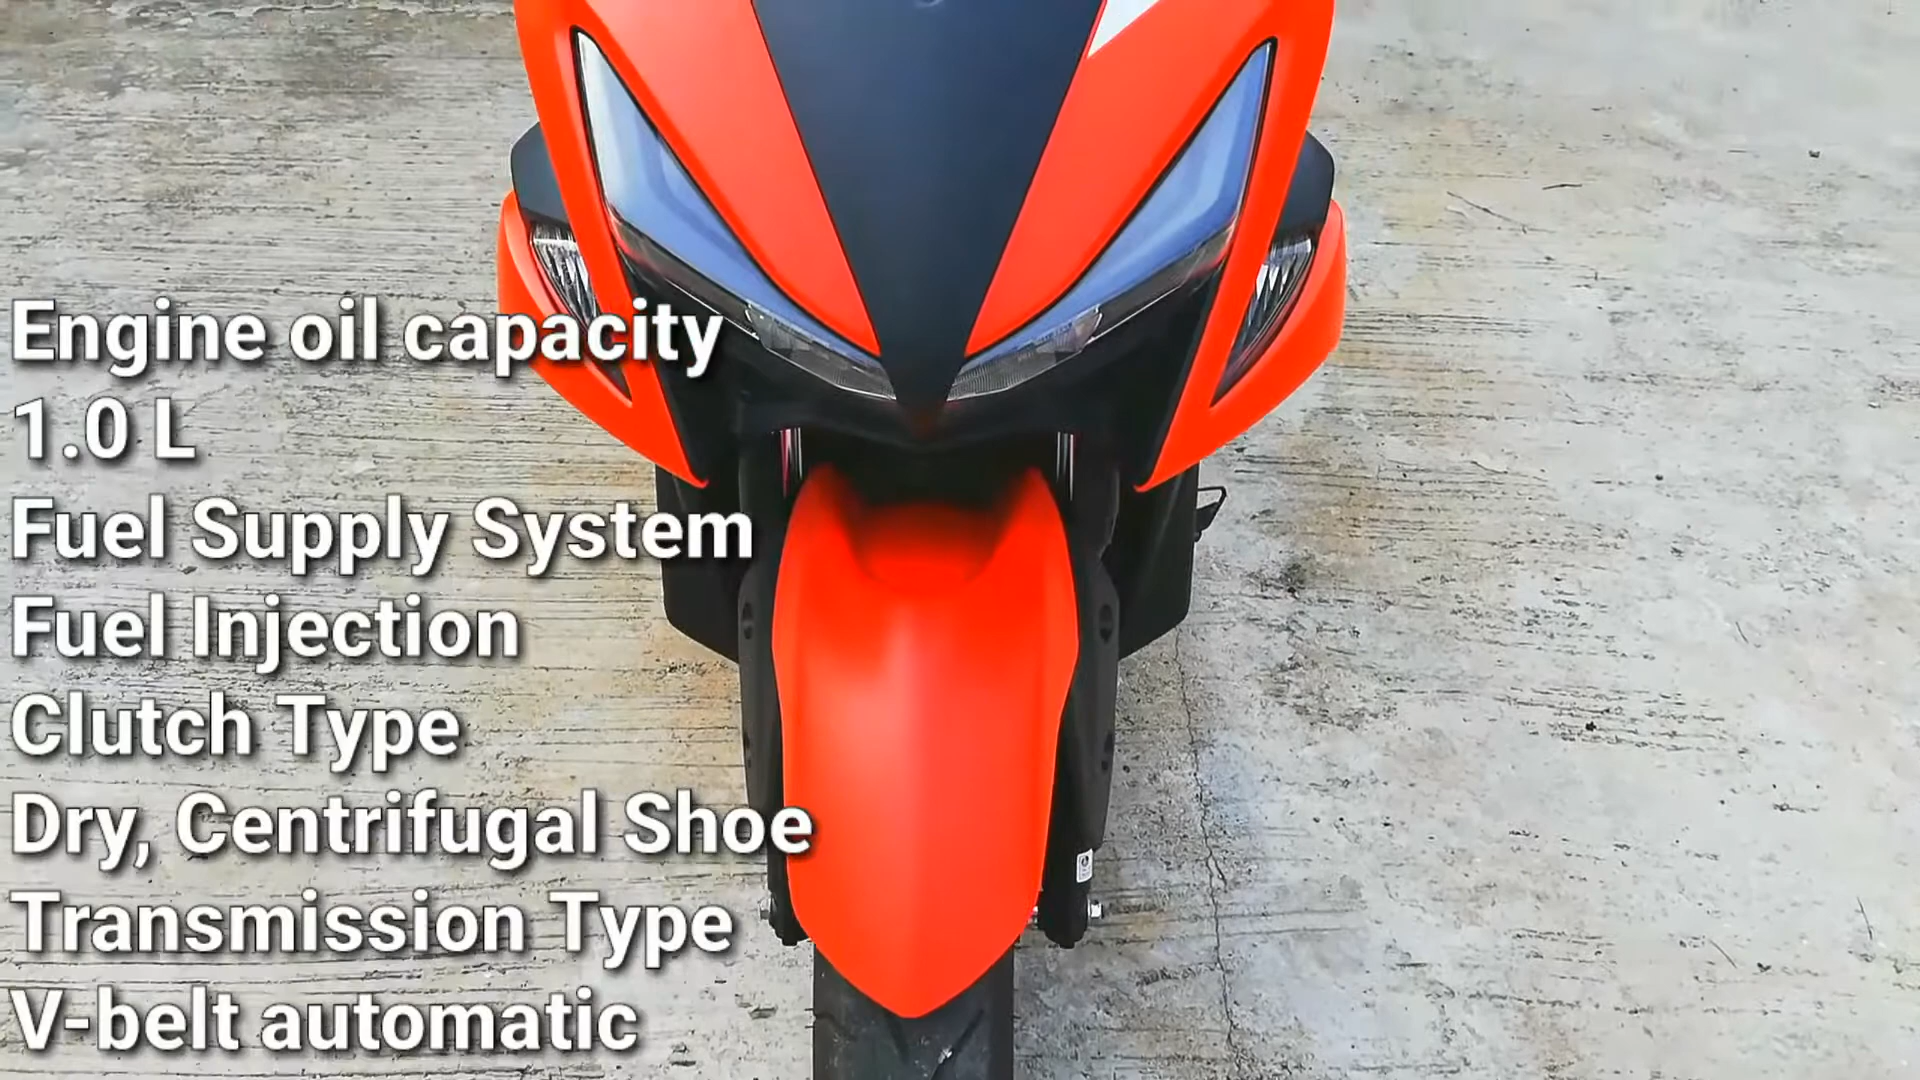 Engine oil capacity
1.0 L
Fuel Supply System
Fuel Injection
Clutch Type
Dry, Centrifugal Shoe
Transmission Type
V-belt automatic